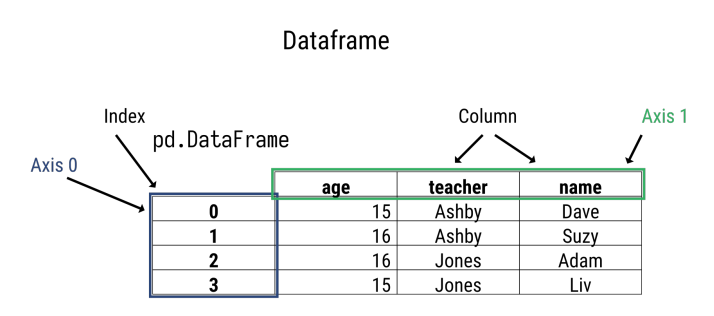 Dataframe
Index
Column
Axis 1
pd.DataFrame
Axis 0
age teacher name
0 15 Ashby Dave
1 16 Ashby Suzy
2 16 Jones Adam
3 15 Jones Liv